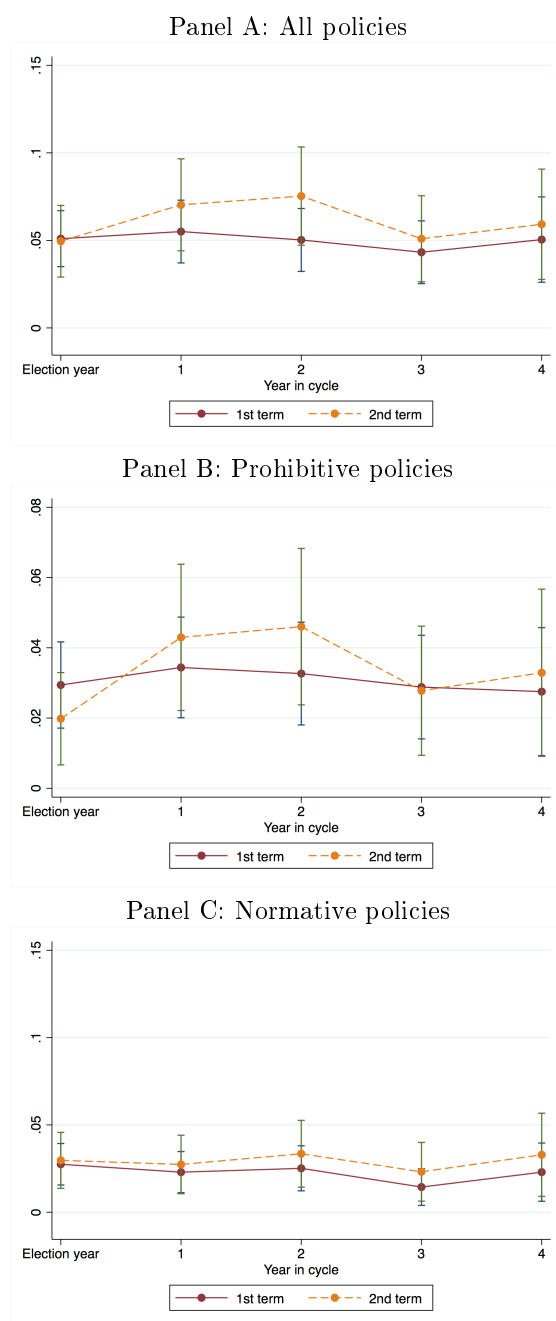 Panel A: All policies
.15
.1
.05
0
Election year 1 2 3 4
Year in cycle
1st term 2nd term
Panel B: Prohibitive policies
.08
.06
.04
.02
0
Election year 1 2 3 4
Year in cycle
1st term 2nd term
Panel C: Normative policies
.15
.1
.05
0
Election year 1 2 3 4
Year in cycle
1st term 2nd term